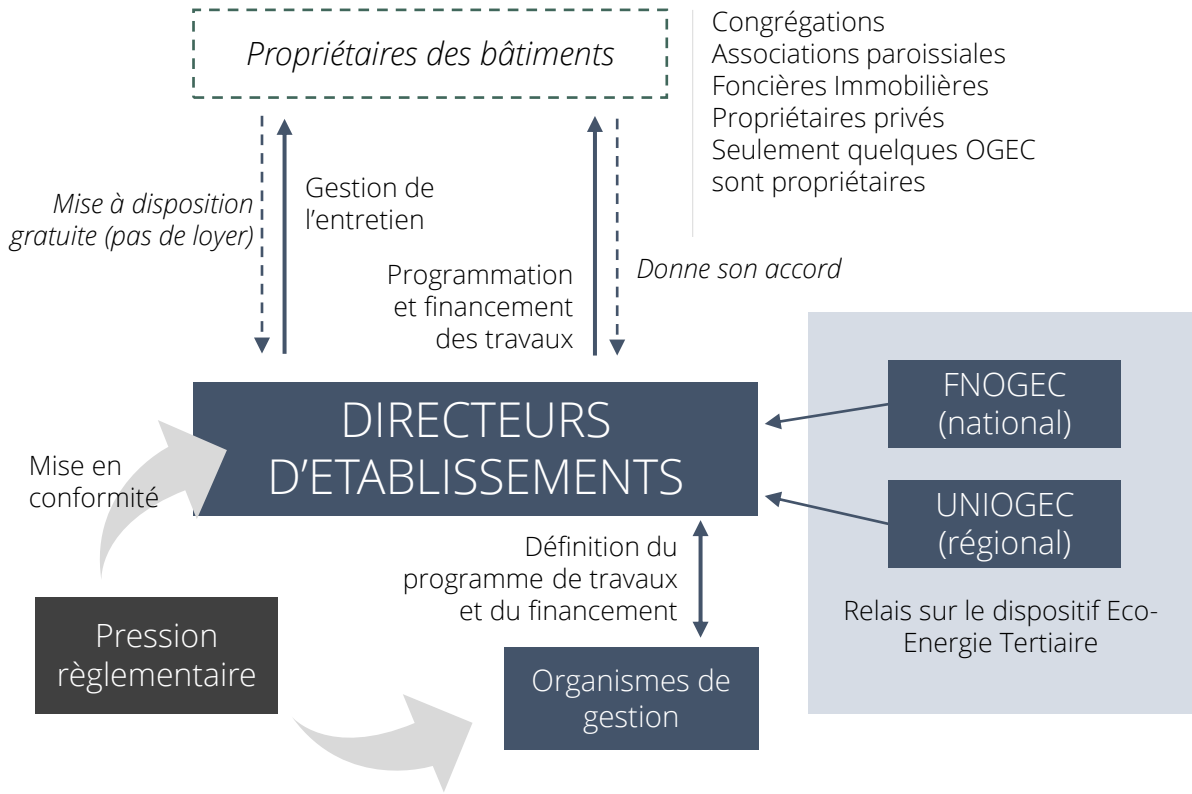 Propriétaires des bâtiments
Congrégations
Associations paroissiales
Foncières Immobilières
Propriétaires privés
Seulement quelques OGEC
sont propriétaires
Mise à disposition
gratuite (pas de loyer)
Gestion de
l’entretien
Programmation
et financement
des travaux
Donne son accord
DIRECTEURS
D’ETABLISSEMENTS
FNOGEC
(national)
UNIOGEC
(régional)
Relais sur le dispositif Eco-
Energie Tertiaire
Mise en
conformité
Définition du
programme de travaux
et du financement
Pression
règlementaire
Organismes de
gestion